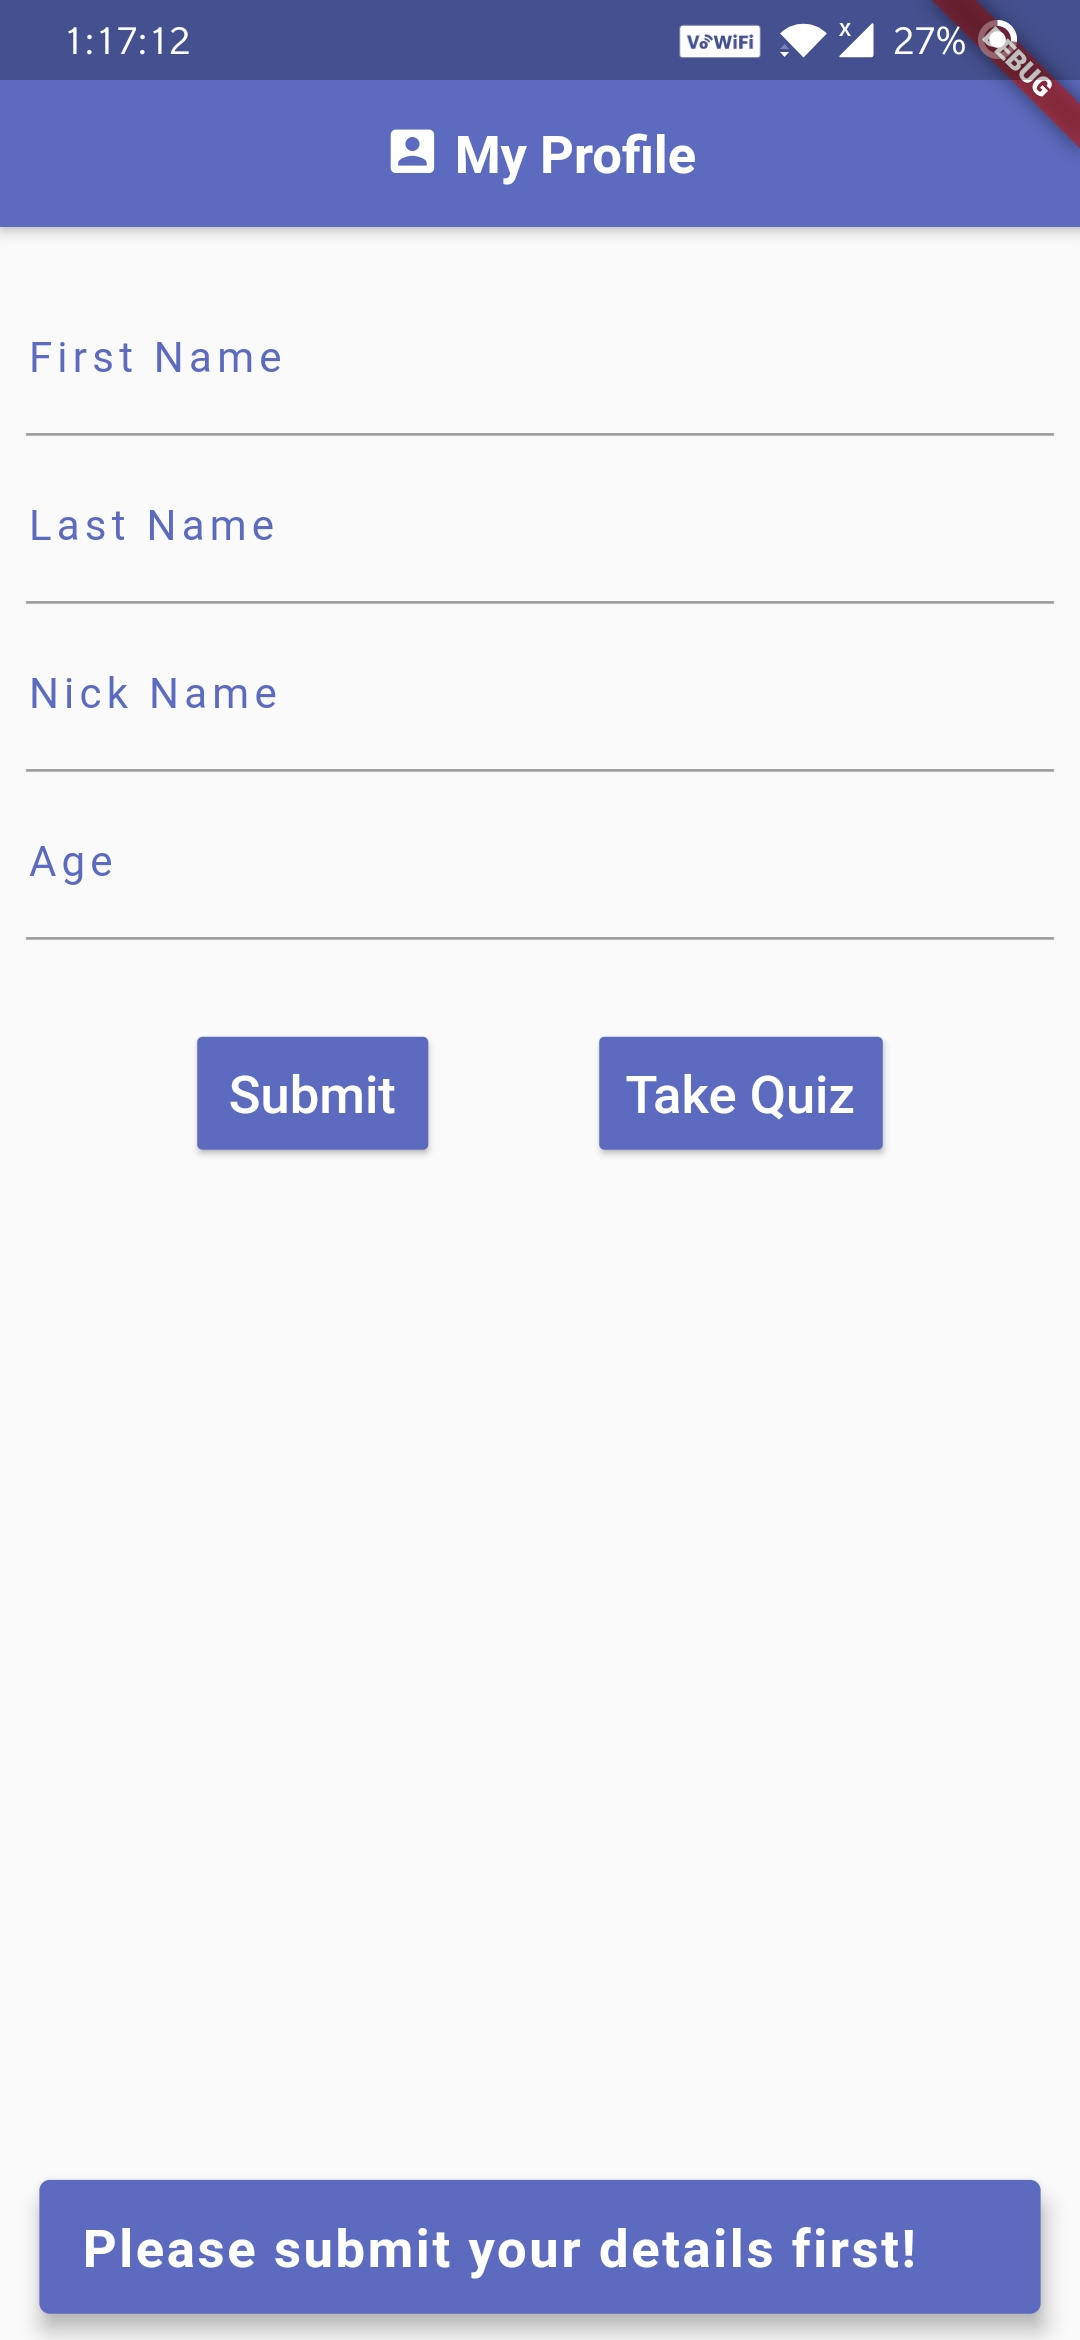 1:17:12 VoWiFi X 27%
DEBUG
My Profile
First Name
Last Name
Nick Name
Age
Submit Take Quiz
Please submit your details first!